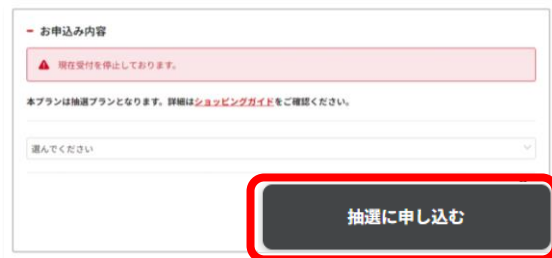 お申込み内容
現在受付を停止しております。
本プランは抽選プランとなります。詳細はショッピングガイドをご確認ください。
選んでください
抽選に申し込む